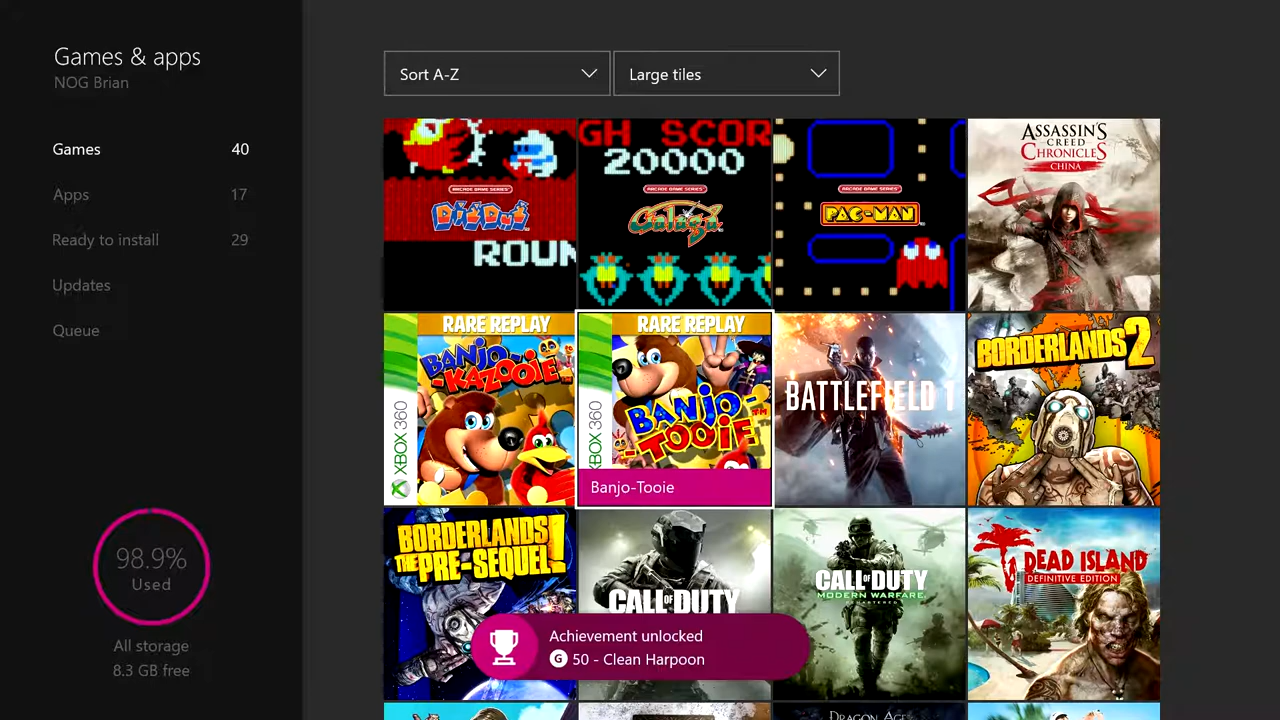 Games & apps
NOG Brian
Games 40
Apps 17
Ready to install 29
Updates
Queue
98.9%
Used
All storage
8.3 GB free
Sort A-Z
Large tiles
ARCADE GAME SERIES
DIG DUG
ROUN
GH SCOR
20000
ARCADE GAME SERIES
Galaga
ARCADE GAME SERIES
PAC-MAN
ASSASSIN'S
CREED
CHRONICLES
CHINA
RARE REPLAY
BANJO
-KAZOOIE
XBOX 360
RARE REPLAY
BANJO-
TOOIE
XBOX 360
Banjo-Tooie
BATTLEFIELD 1
BORDERLANDS 2
BORDERLANDS
THE PRE-SEQUEL!
CALL OF DUTY
CALL OF DUTY
MODERN WARFARE
REMASTERED
DEAD ISLAND
DEFINITIVE EDITION
Achievement unlocked
G 50 - Clean Harpoon
DRAGON AGE